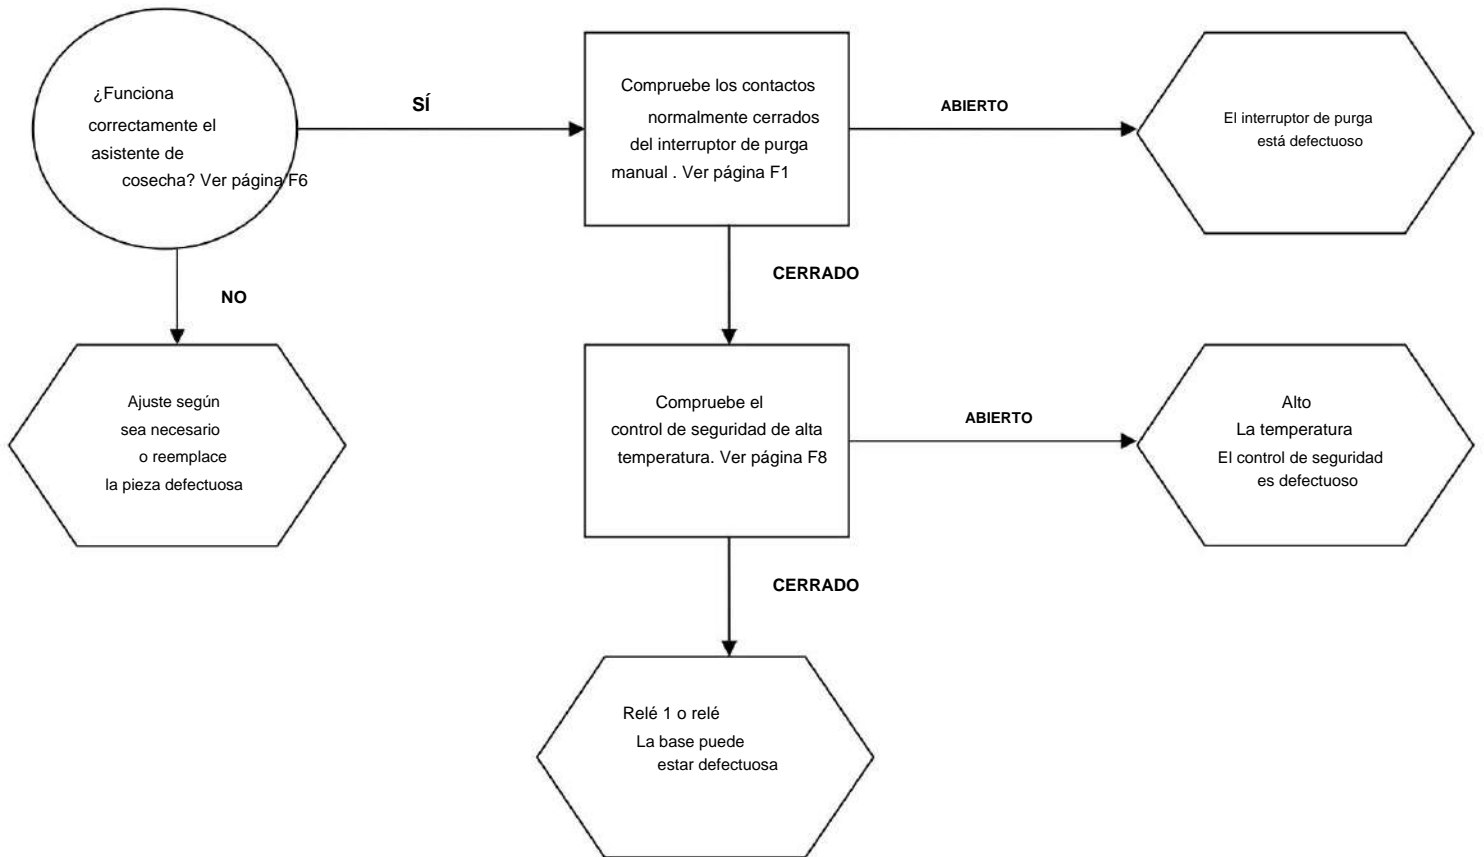 ¿Funciona
correctamente el
asistente de
cosecha? Ver página F6
SÍ
Compruebe los contactos
normalmente cerrados
del interruptor de purga
manual . Ver página F1
ABIERTO
El interruptor de purga
está defectuoso
NO
CERRADO
Ajuste según
sea necesario
o reemplace
la pieza defectuosa
Compruebe el
control de seguridad de alta
temperatura. Ver página F8
ABIERTO
Alto
La temperatura
El control de seguridad
es defectuoso
CERRADO
Relé 1 o relé
La base puede
estar defectuosa